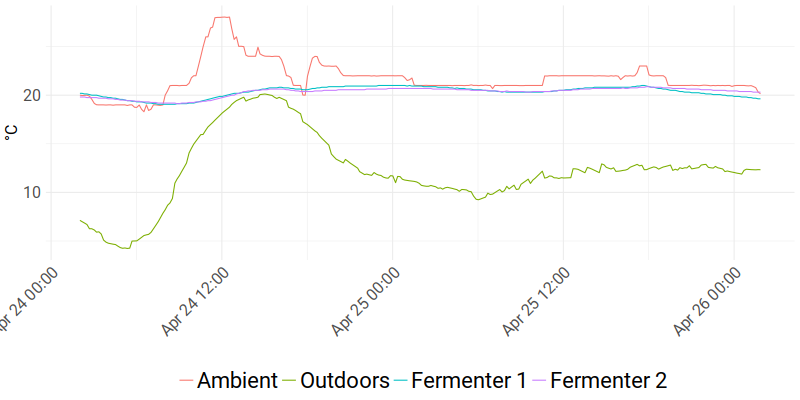 °C
20
10
pr 24 00:00
Apr 24 12:00
Apr 25 00:00
Apr 25 12:00
Apr 26 00:00
Ambient Outdoors Fermenter 1 Fermenter 2